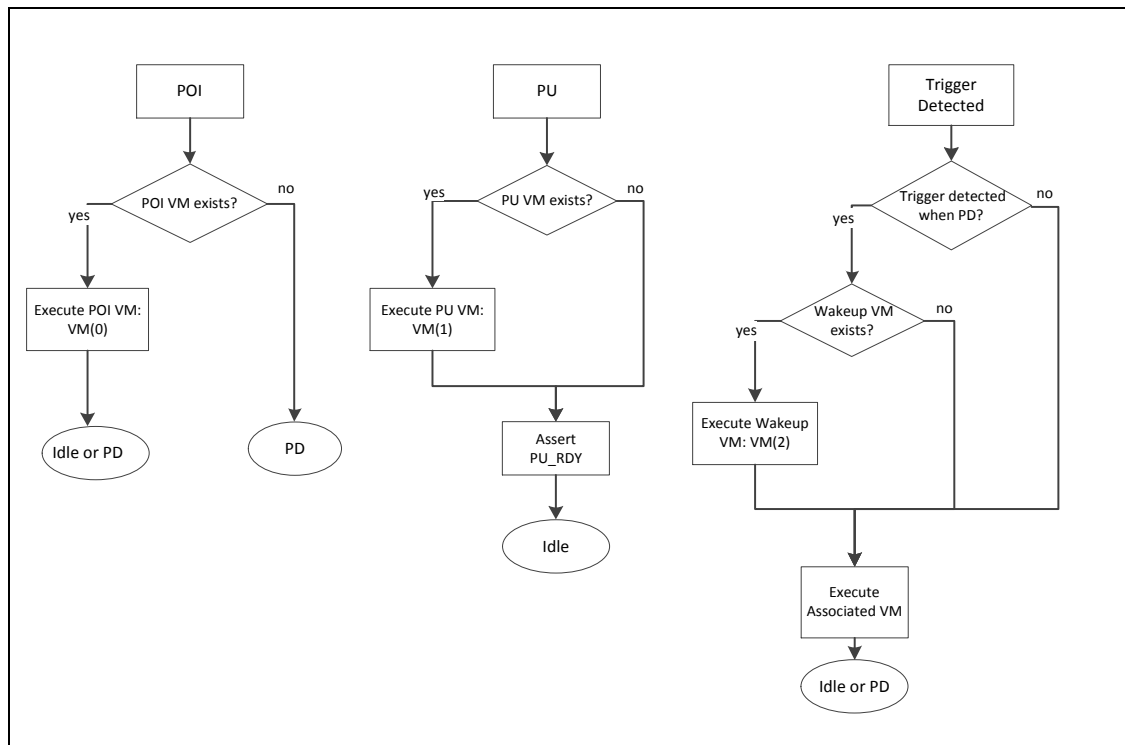 POI
POI VM exists?
yes
no
Execute POI VM:
VM(0)
Idle or PD
PD
PU
PU VM exists?
yes
no
Execute PU VM:
VM(1)
Assert
PU_RDY
Idle
Trigger
Detected
Trigger detected
when PD?
yes
no
Wakeup VM
exists?
yes
no
Execute Wakeup
VM: VM(2)
Execute
Associated VM
Idle or PD